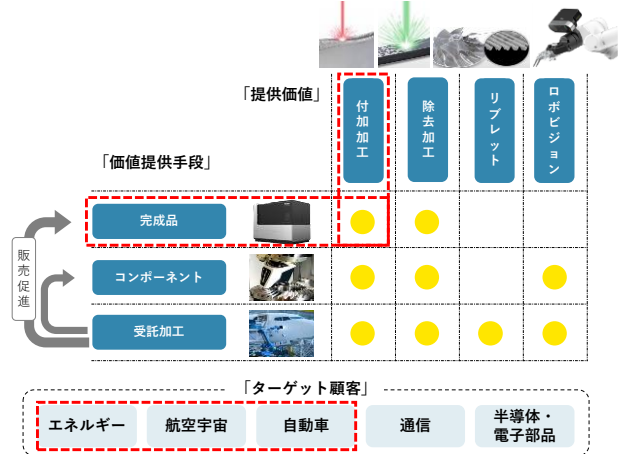 「提供価値」
付加加工
除去加工
リブレット
ロボビジョン
「価値提供手段」
完成品
コンポーネント
受託加工
販売促進
「ターゲット顧客」
エネルギー
航空宇宙
自動車
通信
半導体・
電子部品